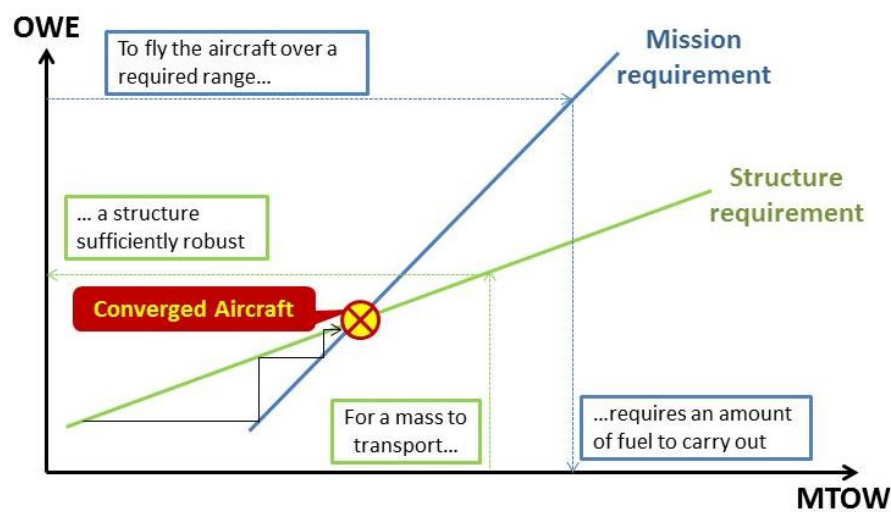 OWE
To fly the aircraft over a
required range...
Mission
requirement
Structure
requirement
... a structure
sufficiently robust
Converged Aircraft
For a mass to
transport...
...requires an amount
of fuel to carry out
MTOW